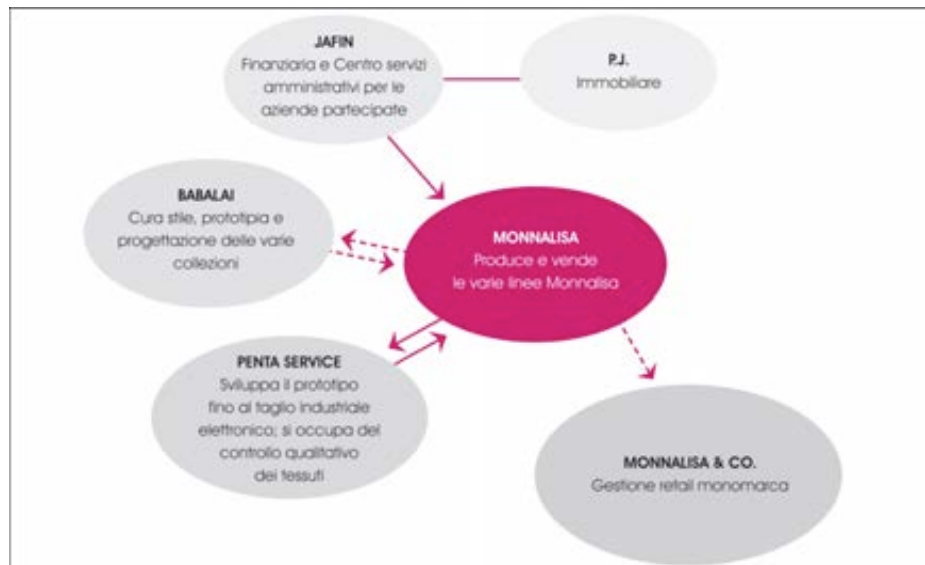 JAFIN
Finanziaria e Centro servizi
amministrativi per le
aziende partecipate
P.J.
Immobiliare
BABALAI
Cura stile, prototipia e
progettazione delle varie
collezioni
MONNALISA
Produce e vende
le varie linee Monnalisa
PENTA SERVICE
Sviluppa il prototipo
fino al taglio industriale
elettronico; si occupa del
controllo qualitativo
dei tessuti
MONNALISA & CO.
Gestione retail monomarca